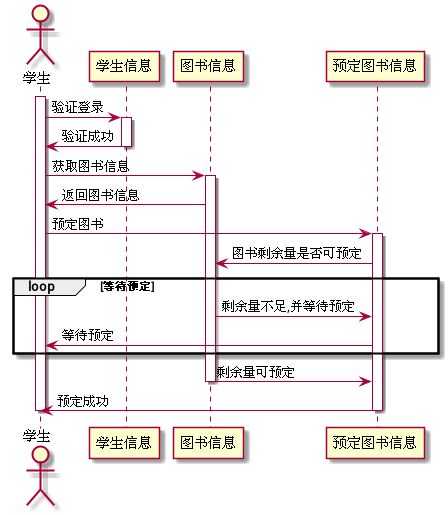 学生
学生信息
图书信息
预定图书信息
验证登录
验证成功
获取图书信息
返回图书信息
预定图书
图书剩余量是否可预定
loop
[等待预定]
剩余量不足,并等待预定
等待预定
剩余量可预定
预定成功
学生
学生信息
图书信息
预定图书信息